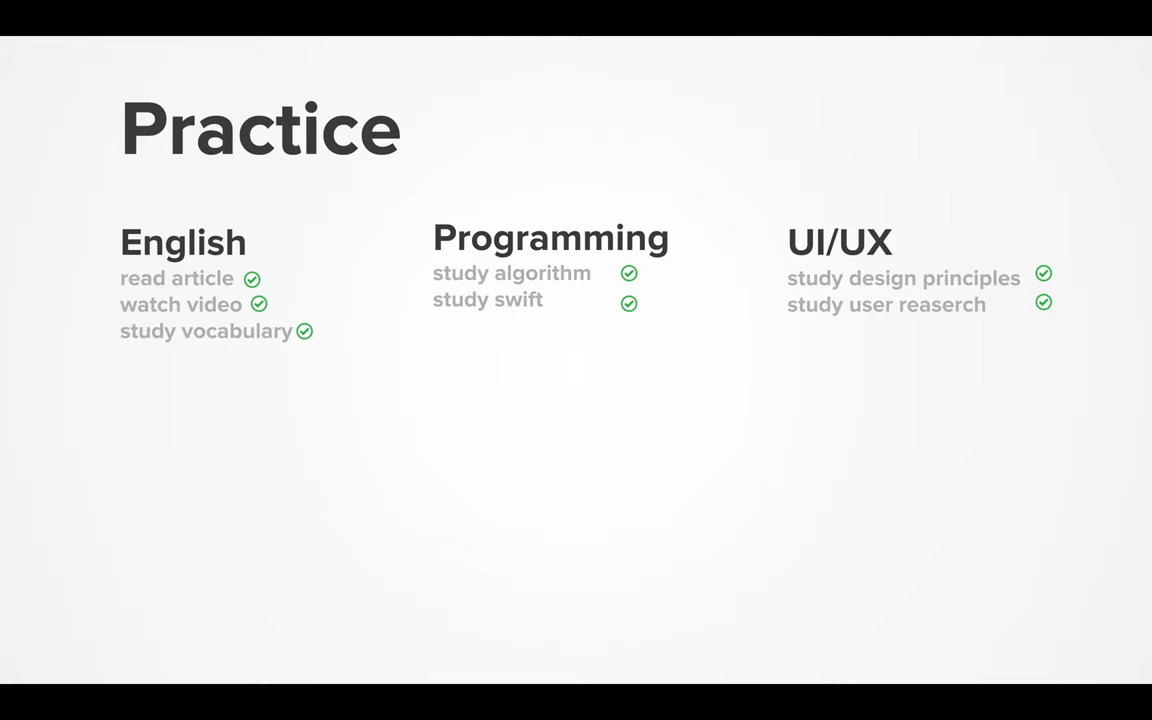 Practice
English
read article
watch video
study vocabulary
Programming
study algorithm
study swift
UI/UX
study design principles
study user reaserch